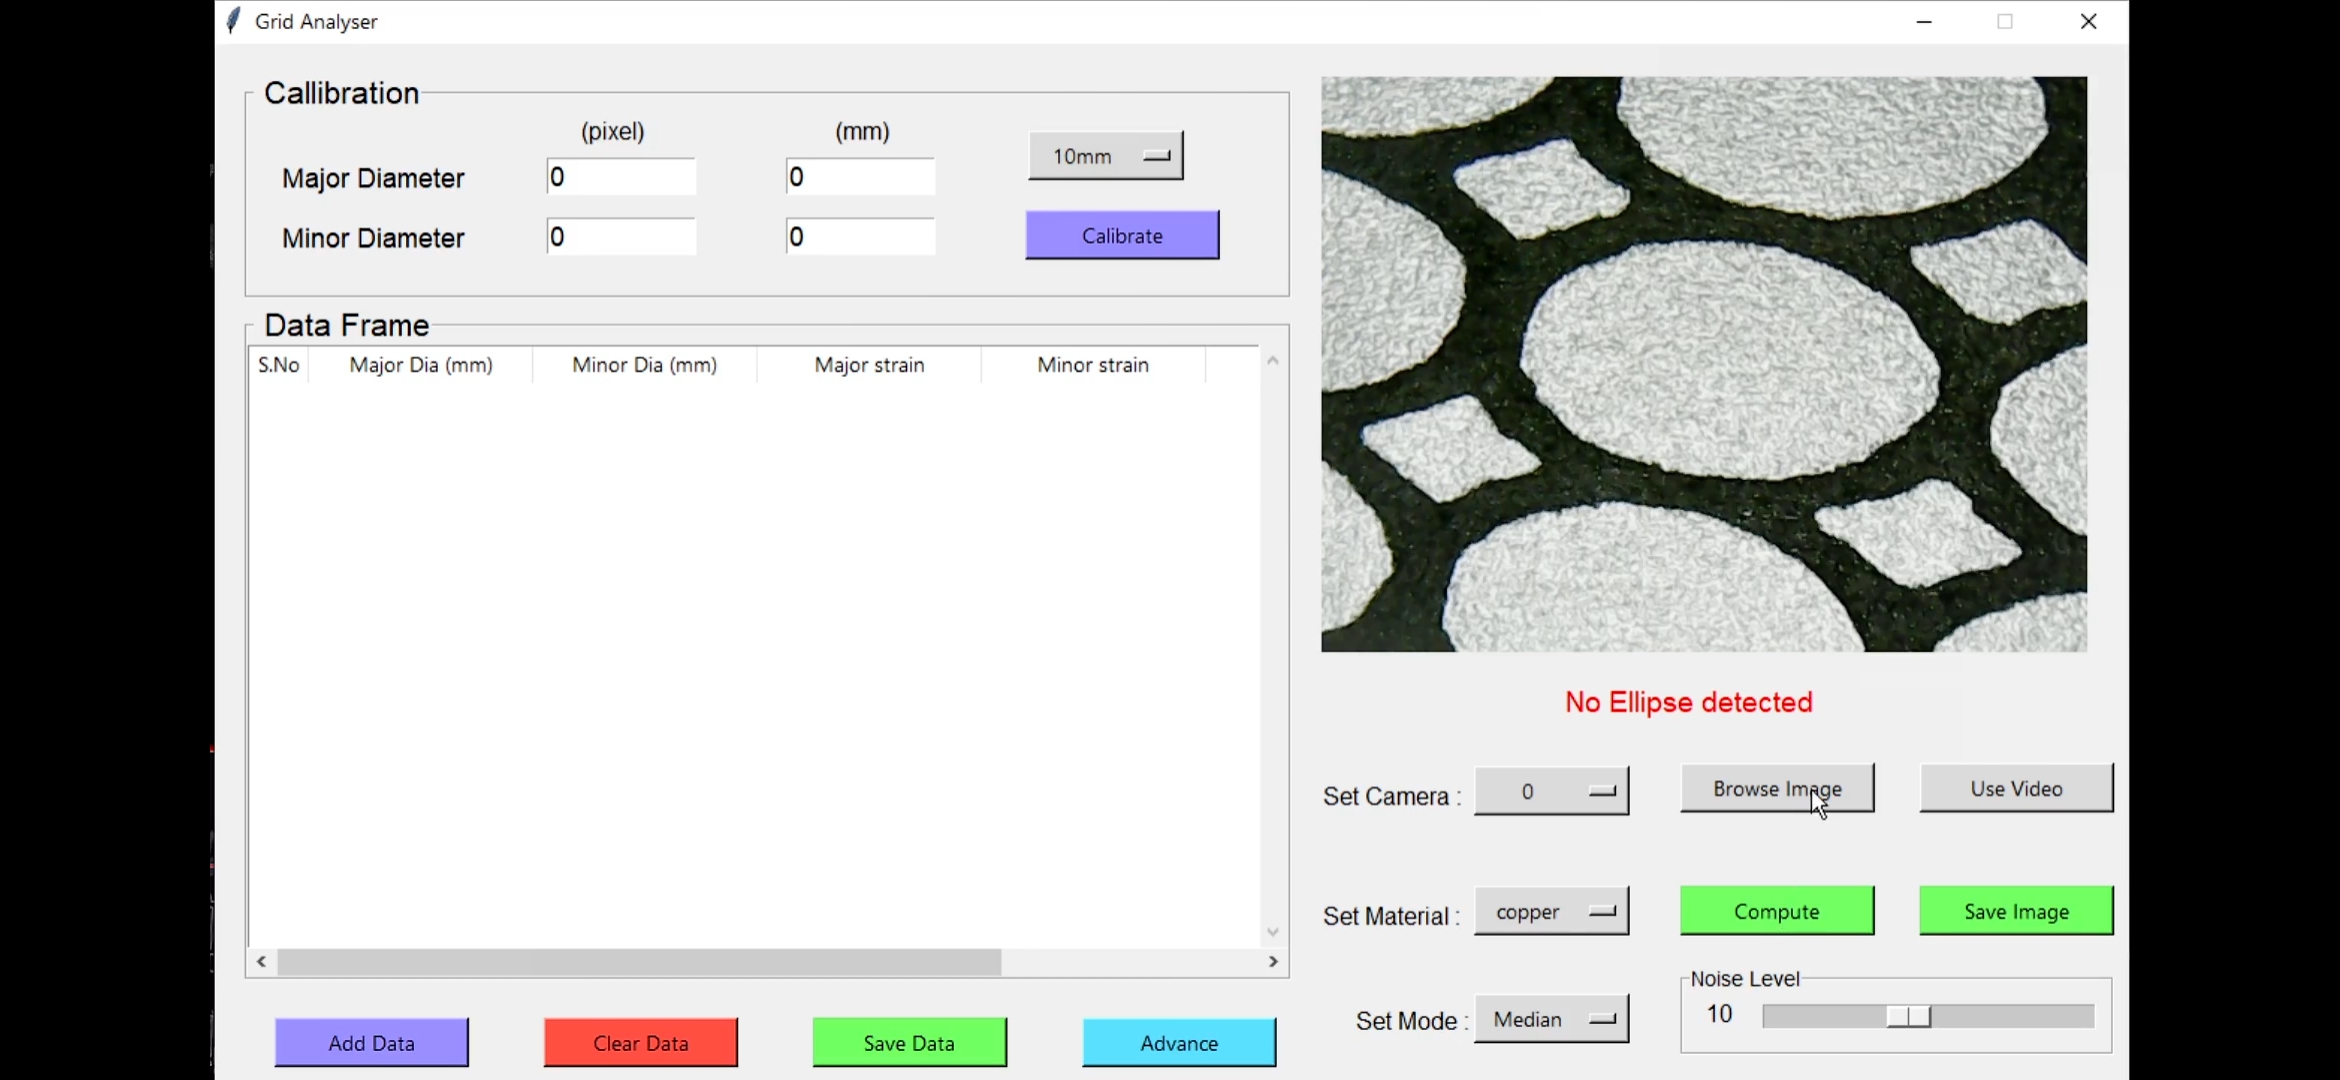 Grid Analyser
Callibration
(pixel) (mm)
10mm
Major Diameter 0 0
Minor Diameter 0 0
Calibrate
Data Frame
S.No Major Dia (mm) Minor Dia (mm) Major strain Minor strain
No Ellipse detected
Set Camera : 0 Browse Image Use Video
Set Material : copper Compute Save Image
Noise Level
Set Mode : Median 10
Add Data Clear Data Save Data Advance